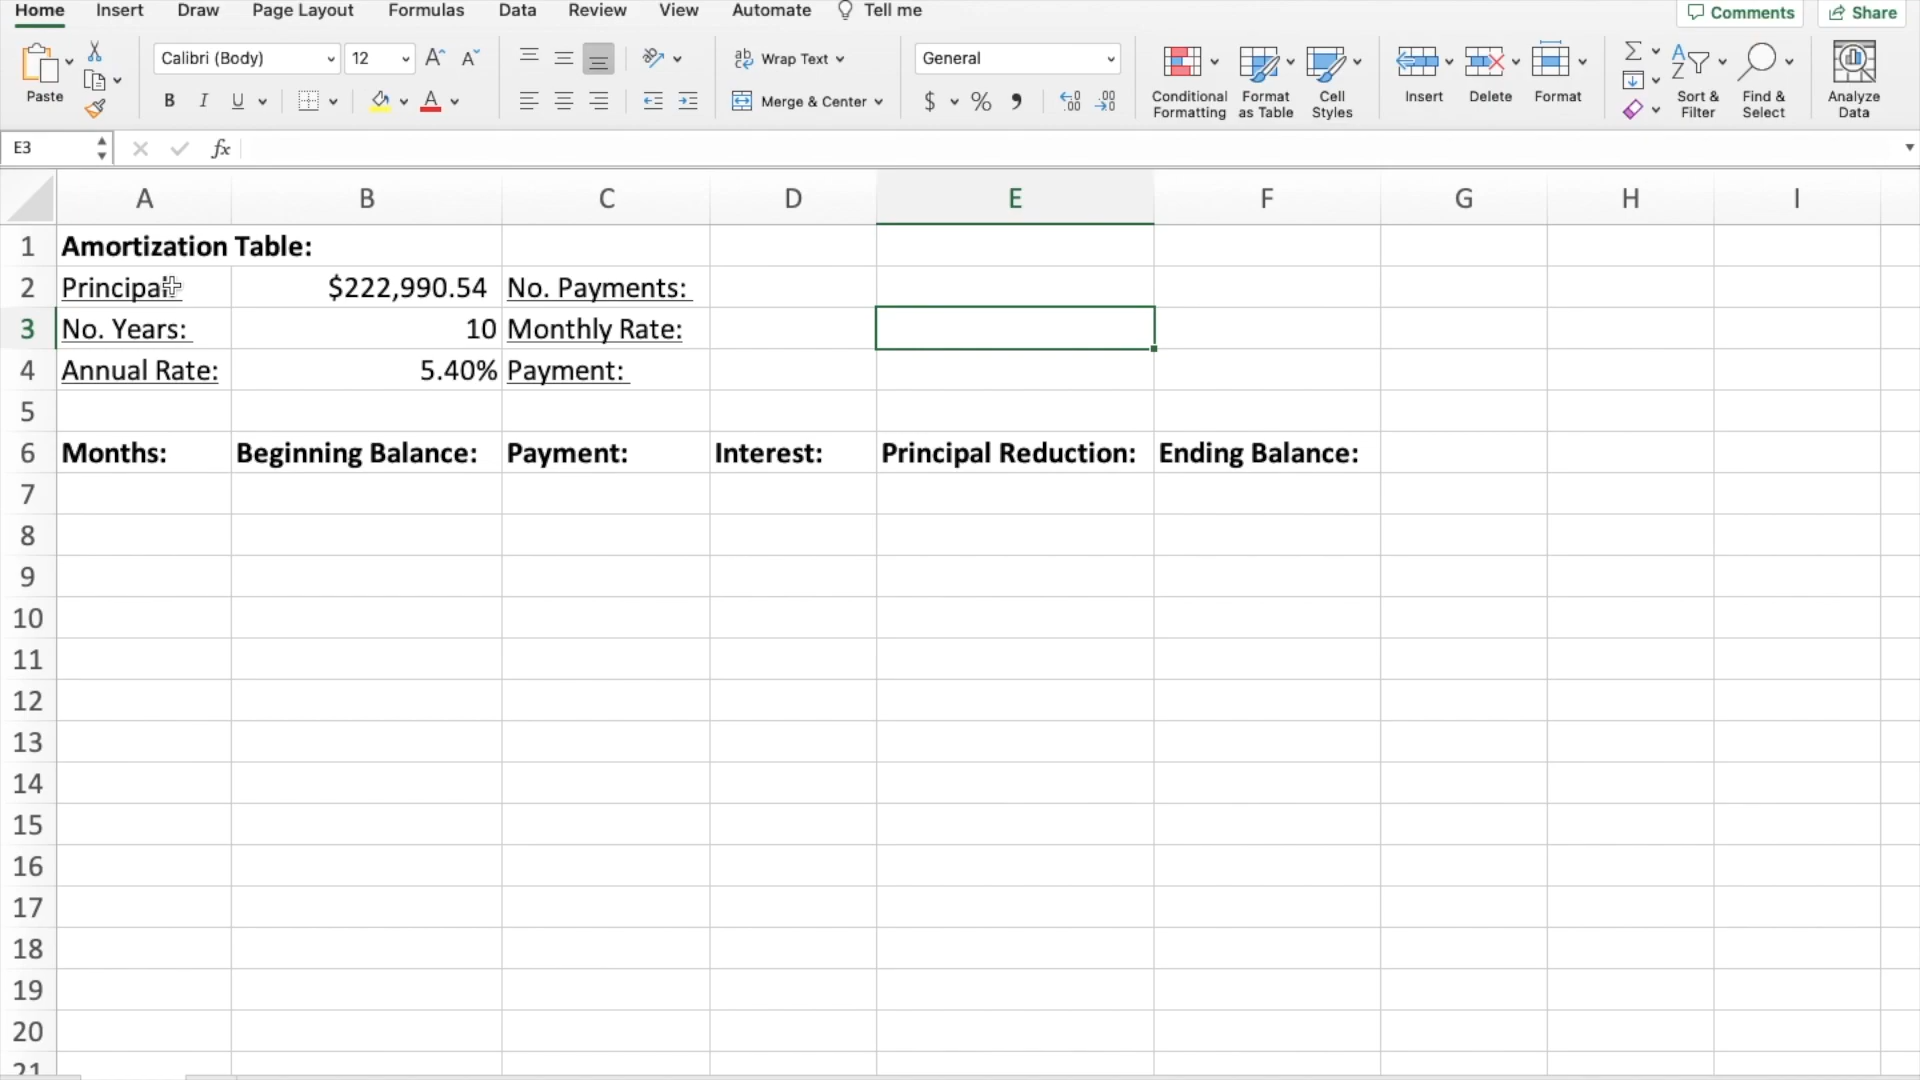 Home Insert Draw Page Layout Formulas Data Review View Automate Tell me Comments Share
Paste Calibri (Body) 12 A A Wrap Text General
B I U A Merge & Center $ % Conditional Formatting Format as Table Cell Styles Insert Delete Format Sort & Filter Find & Select Analyze Data
E3 fx
A B C D E F G H I
1 Amortization Table:
2 Principal: $222,990.54 No. Payments:
3 No. Years: 10 Monthly Rate:
4 Annual Rate: 5.40% Payment:
5
6 Months: Beginning Balance: Payment: Interest: Principal Reduction: Ending Balance:
7
8
9
10
11
12
13
14
15
16
17
18
19
20
21